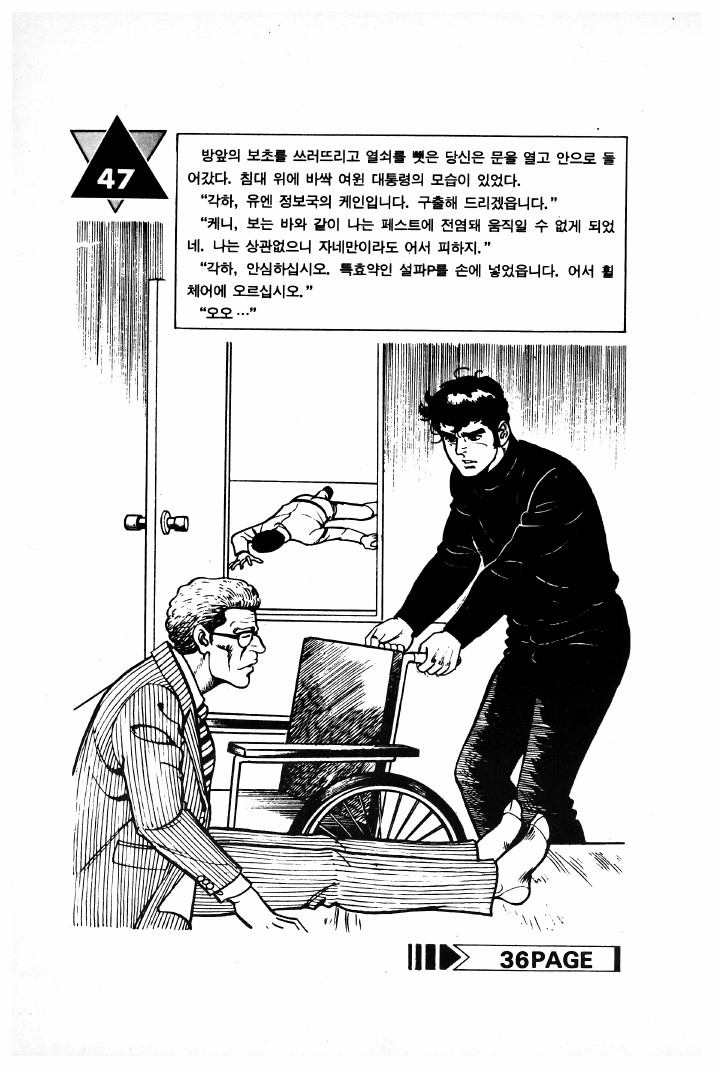 47
방앞의 보초를 쓰러뜨리고 열쇠를 뺏은 당신은 문을 열고 안으로 들
어갔다. 침대 위에 바싹 여윈 대통령의 모습이 있었다.
“각하, 유엔 정보국의 케인입니다. 구출해 드리겠읍니다.”
“케니, 보는 바와 같이 나는 페스트에 전염돼 움직일 수 없게 되었
네. 나는 상관없으니 자네만이라도 어서 피하지.”
“각하, 안심하십시오. 특효약인 설파P를 손에 넣었읍니다. 어서 휠
체어에 오르십시오.”
“오오…”
36PAGE